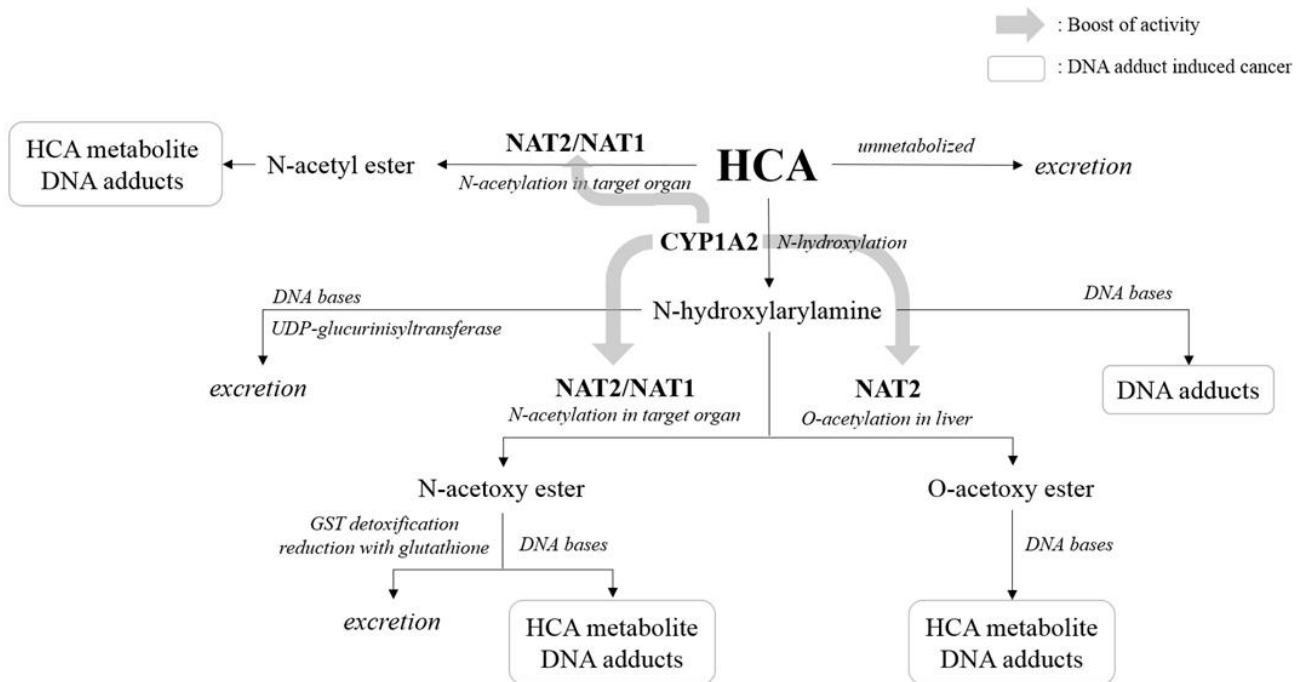 : Boost of activity
: DNA adduct induced cancer
HCA metabolite
DNA adducts
N-acetyl ester
NAT2/NAT1
N-acetylation in target organ
HCA
unmetabolized
excretion
CYP1A2
N-hydroxylation
DNA bases
UDP-glucurinisyltransferase
N-hydroxylarylamine
DNA bases
excretion
NAT2/NAT1
N-acetylation in target organ
NAT2
O-acetylation in liver
DNA adducts
N-acetoxy ester
O-acetoxy ester
GST detoxification
reduction with glutathione
DNA bases
DNA bases
excretion
HCA metabolite
DNA adducts
HCA metabolite
DNA adducts